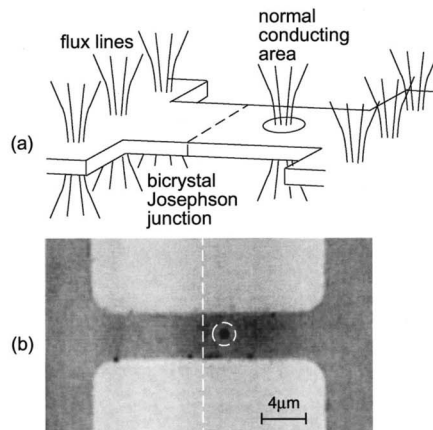 flux lines
normal
conducting
area
(a)
bicrystal
Josephson
junction
(b)
4μm